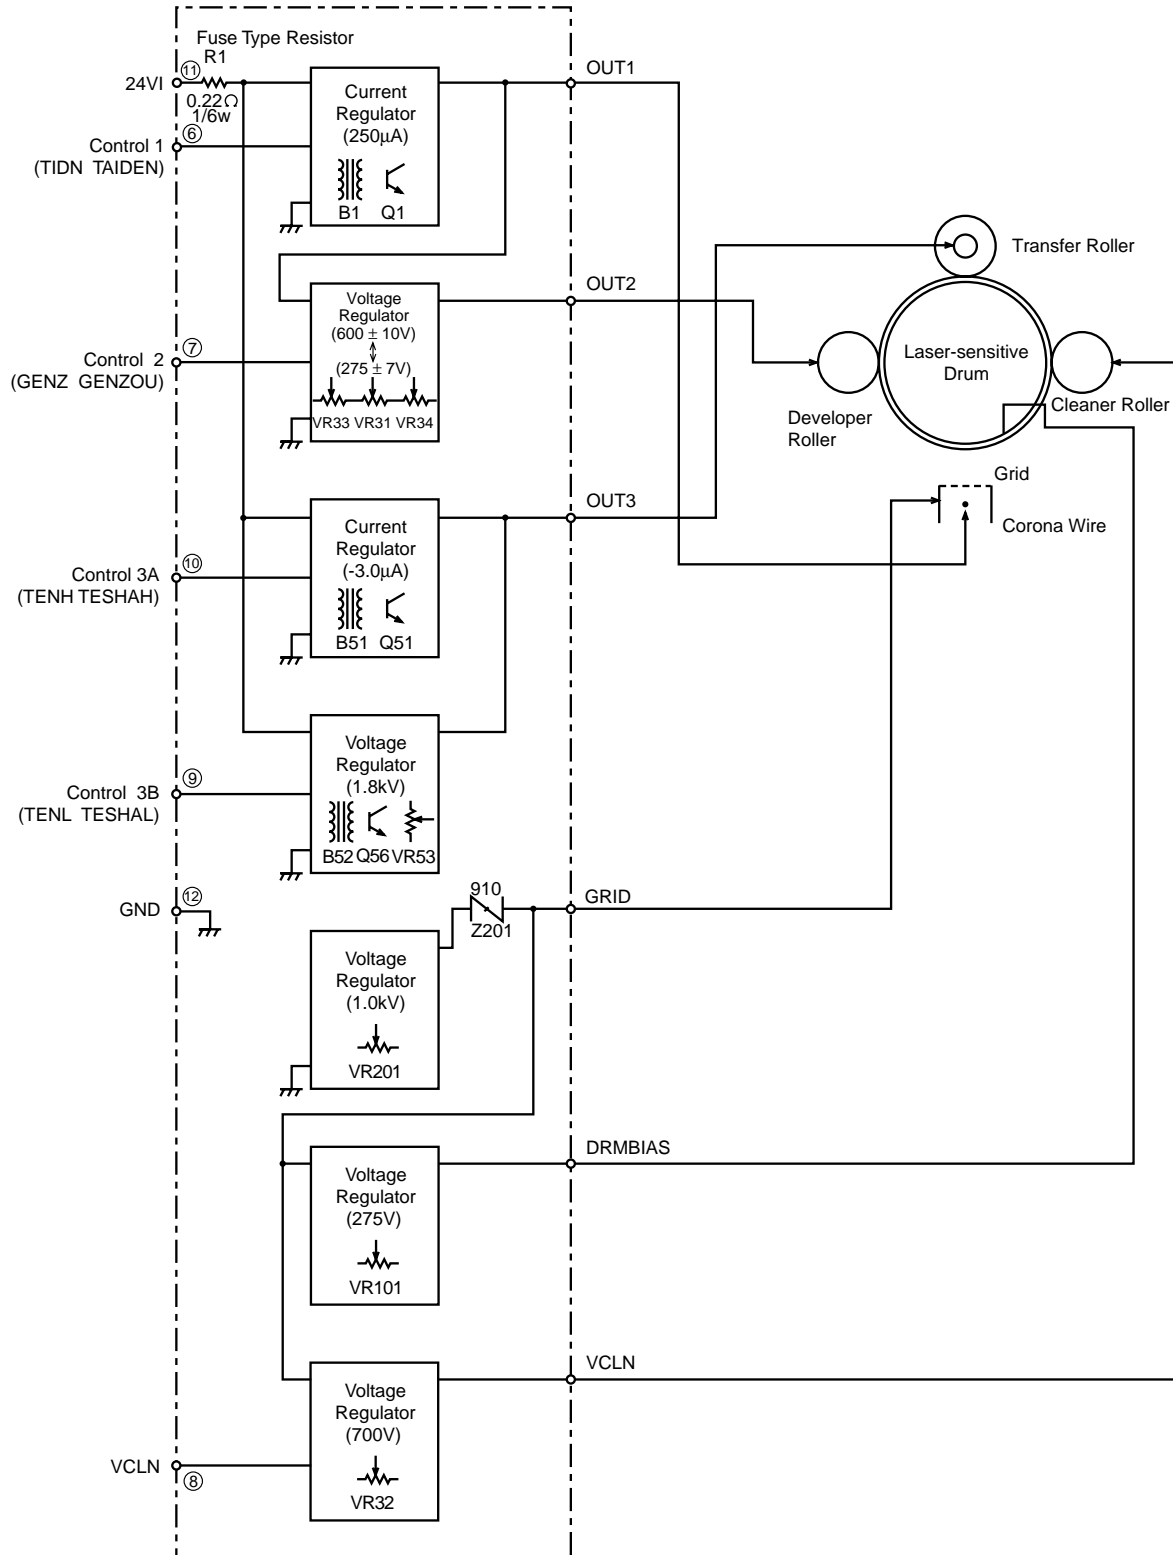 Fuse Type Resistor
R1
24VI
11
0.22Ω
1/6w
Current
Regulator
(250µA)
B1 Q1
OUT1
6
Control 1
(TIDN TAIDEN)
Transfer Roller
Voltage
Regulator
(600 ± 10V)
(275 ± 7V)
VR33 VR31 VR34
OUT2
7
Control 2
(GENZ GENZOU)
Laser-sensitive
Drum
Developer
Roller
Cleaner Roller
Grid
Corona Wire
Current
Regulator
(-3.0µA)
B51 Q51
OUT3
10
Control 3A
(TENH TESHAH)
Voltage
Regulator
(1.8kV)
B52 Q56 VR53
9
Control 3B
(TENL TESHAL)
12
GND
910
Z201
GRID
Voltage
Regulator
(1.0kV)
VR201
Voltage
Regulator
(275V)
VR101
DRMBIAS
Voltage
Regulator
(700V)
VR32
VCLN
VCLN
8